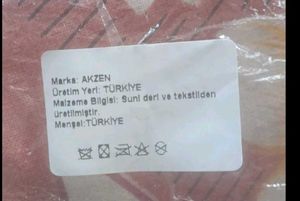 Marka: AKZEN
Üretim Yeri: TÜRKİYE
Malzeme Bilgisi: Suni deri ve tekstilden
üretilmiştir.
Menşei:TÜRKİYE